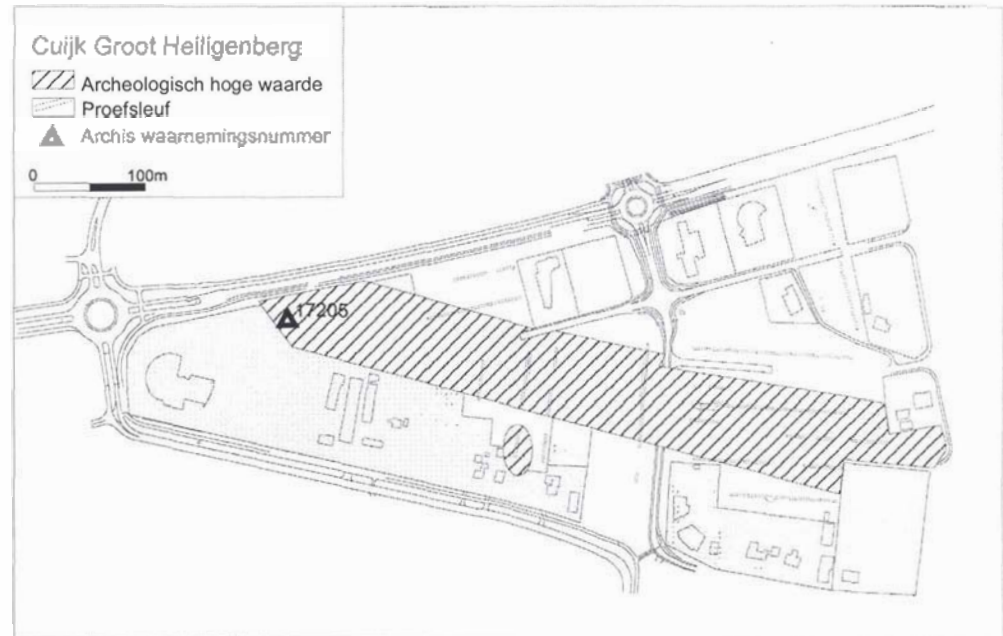 Cuijk Groot Heiligenberg
Archeologisch hoge waarde
Proefsleuf
Archis waarnemingsnummer
0 100m
17205